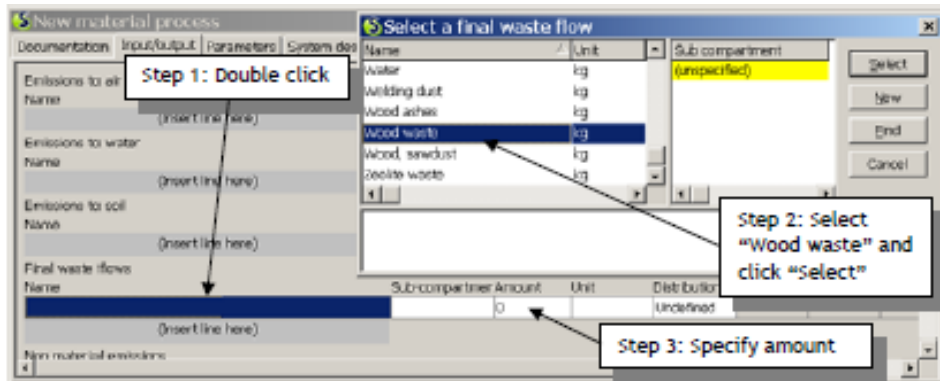 New material process
Documentation Input/output Parameters System des
Emissions to air
Name
(Insert line here)
Emissions to water
Name
(Insert line here)
Emissions to soil
Name
(Insert line here)
Final waste flows
Name Sub-compartmer Amount Unit Distribution
0 Undefined
(Insert line here)
Non material emissions
Select a final waste flow
Name Unit
Water kg
Welding dust kg
Wood ashes kg
Wood waste kg
Wood, sawdust kg
Zeolite waste kg
Sub compartment
(unspecified)
Select
New
Find
Cancel
Step 1: Double click
Step 2: Select
"Wood waste" and
click "Select"
Step 3: Specify amount